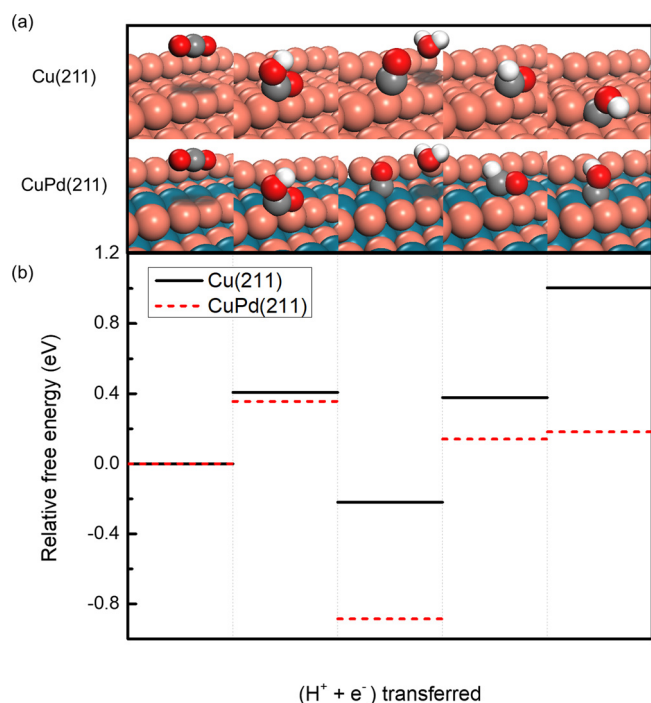 (a)
Cu(211)
CuPd(211)
(b)
1.2
0.8
0.4
0.0
-0.4
-0.8
Relative free energy (eV)
Cu(211)
CuPd(211)
(H⁺ + e⁻) transferred